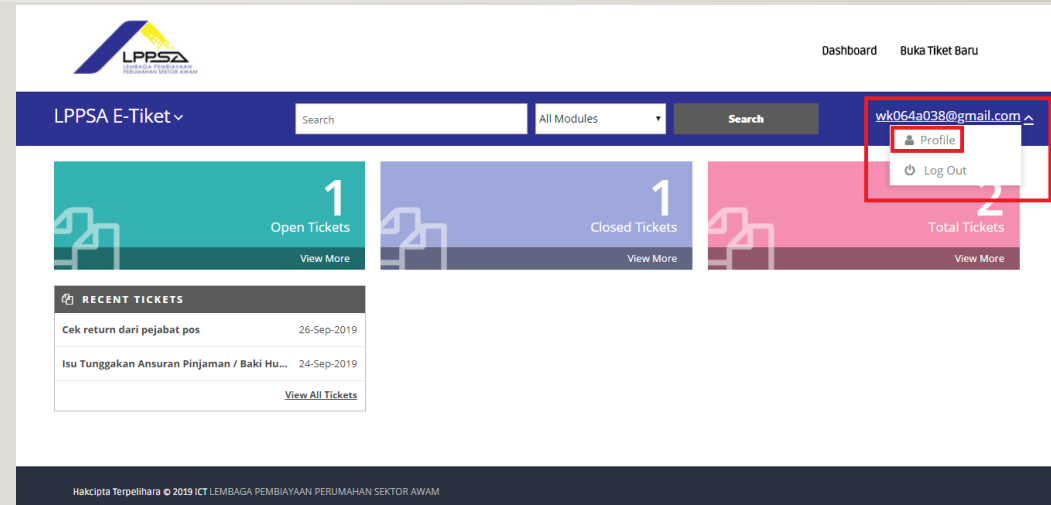 LPPSA
LEMBAGA PEMBIAYAAN
PERUMAHAN SEKTOR AWAM
Dashboard Buka Tiket Baru
LPPSA E-Tiket Search All Modules Search wk064a038@gmail.com
Profile
Log Out
1
Open Tickets
View More
1
Closed Tickets
View More
2
Total Tickets
View More
RECENT TICKETS
Cek return dari pejabat pos 26-Sep-2019
Isu Tunggakan Ansuran Pinjaman / Baki Hu... 24-Sep-2019
View All Tickets
Hakcipta Terpelihara © 2019 ICT LEMBAGA PEMBIAYAAN PERUMAHAN SEKTOR AWAM